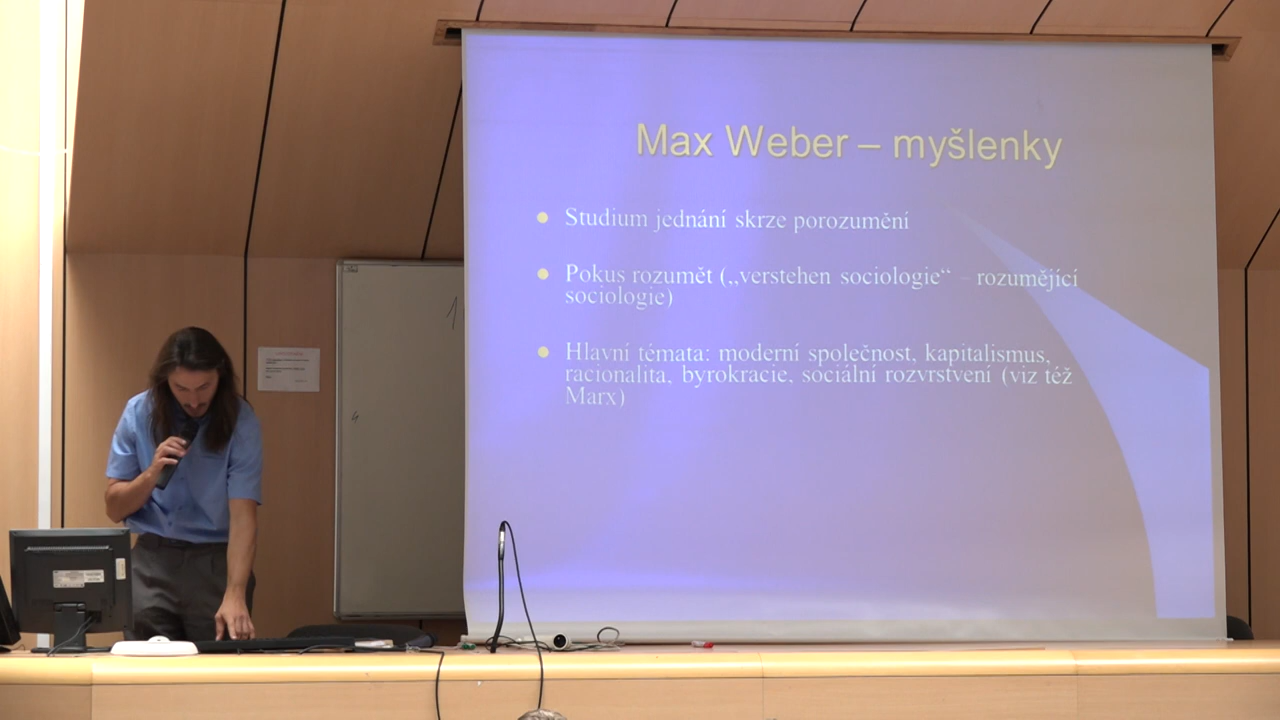 Max Weber – myšlenky
Studium jednání skrze porozumění
Pokus rozumět („verstehen sociologie“ – rozumějící
sociologie)
Hlavní témata: moderní společnost, kapitalismus,
racionalita, byrokracie, sociální rozvrstvení (viz též
Marx)